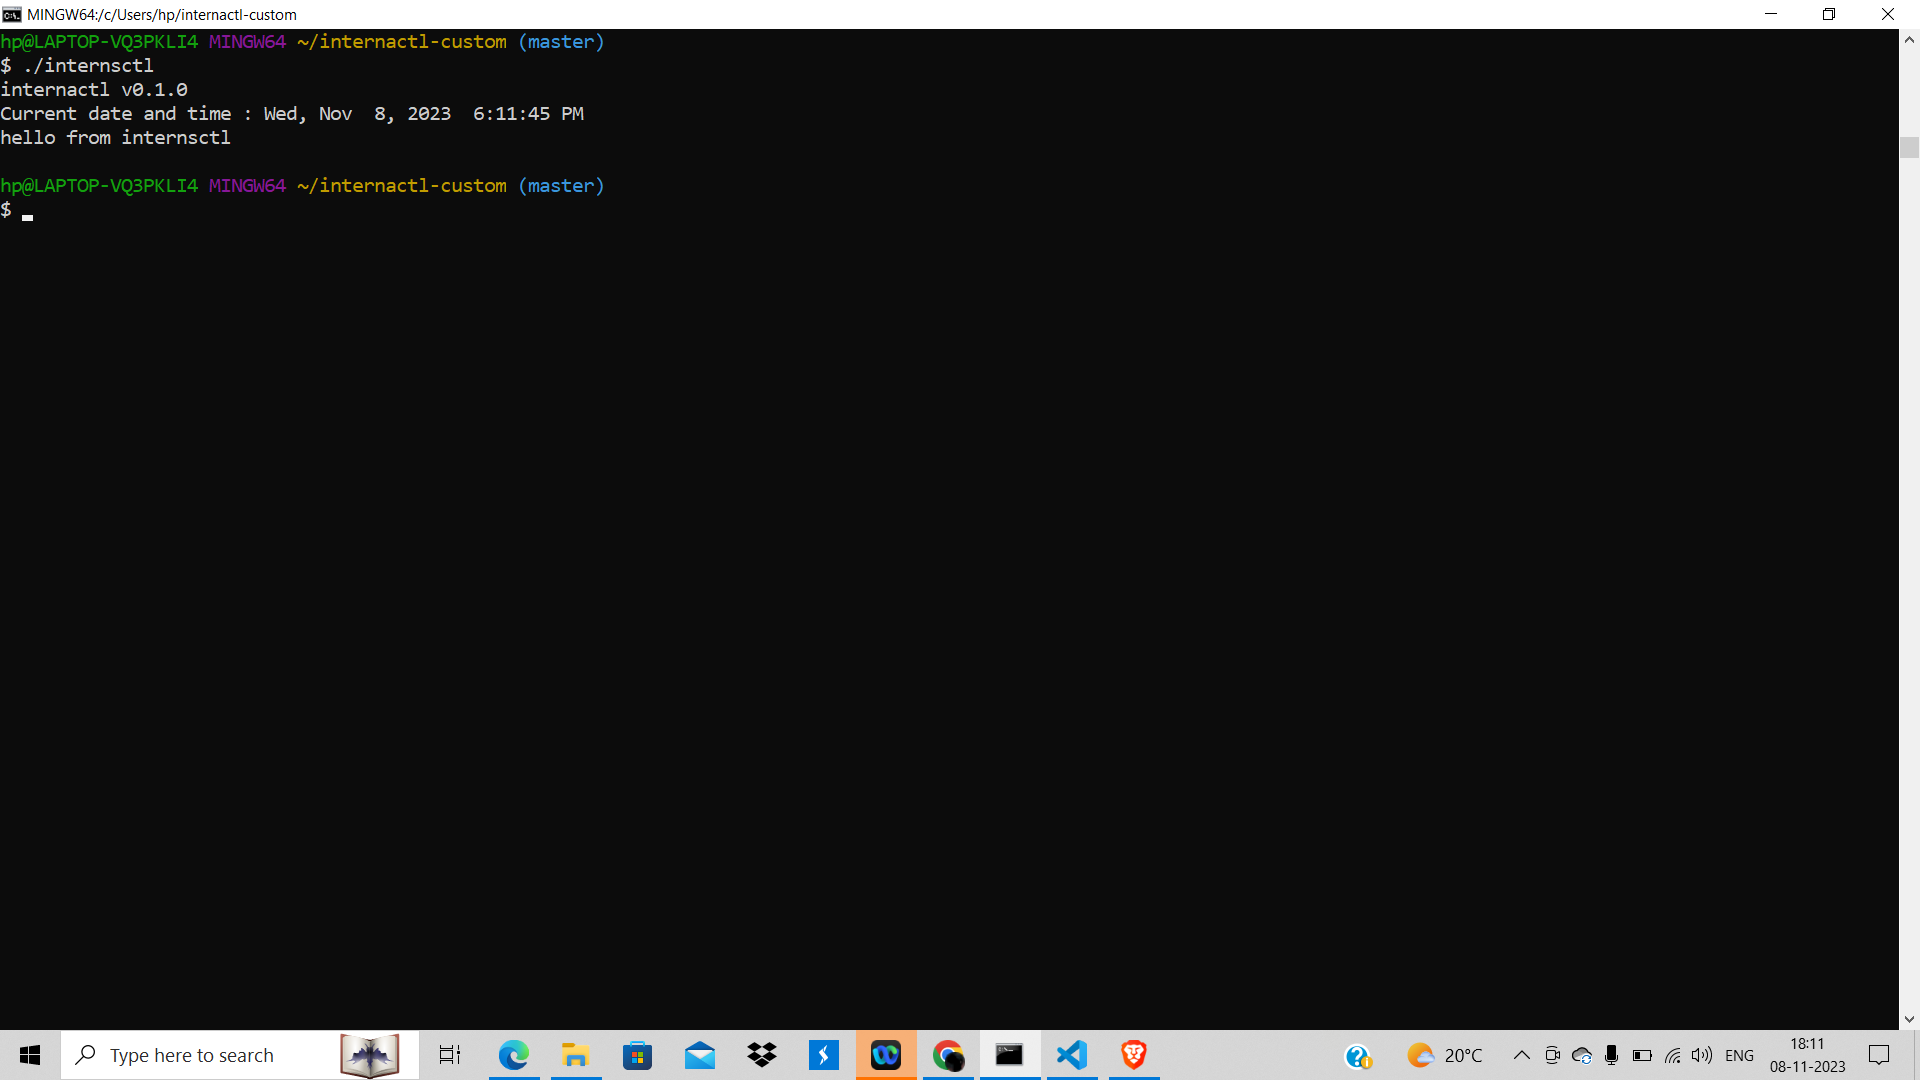 MINGW64:/c/Users/hp/internactl-custom
hp@LAPTOP-VQ3PKLI4 MINGW64 ~/internactl-custom (master)
$ ./internsctl
internactl v0.1.0
Current date and time : Wed, Nov  8, 2023  6:11:45 PM
hello from internsctl
hp@LAPTOP-VQ3PKLI4 MINGW64 ~/internactl-custom (master)
$
Type here to search
20°C
ENG
18:11
08-11-2023